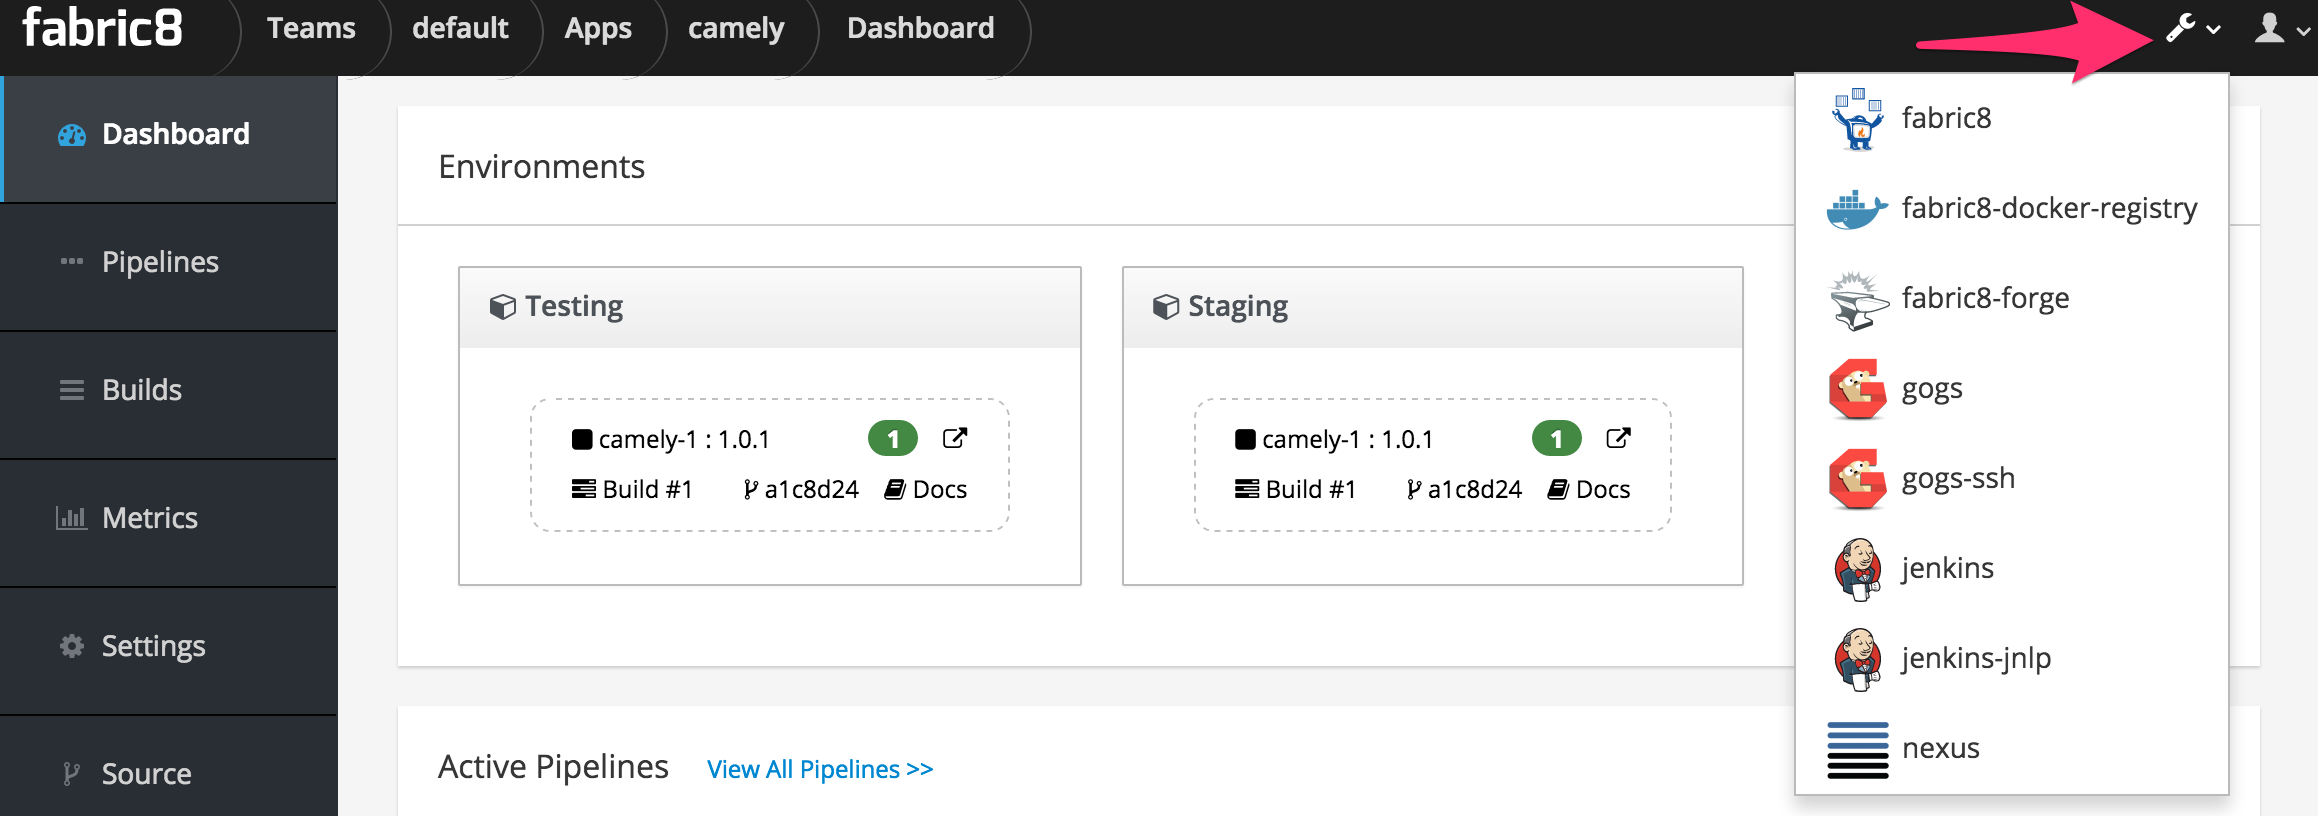 fabric8 Teams default Apps camely Dashboard
Dashboard
Pipelines
Builds
Metrics
Settings
Source
Environments
Testing
camely-1 : 1.0.1 1
Build #1 a1c8d24 Docs
Staging
camely-1 : 1.0.1 1
Build #1 a1c8d24 Docs
Active Pipelines View All Pipelines >>
fabric8
fabric8-docker-registry
fabric8-forge
gogs
gogs-ssh
jenkins
jenkins-jnlp
nexus